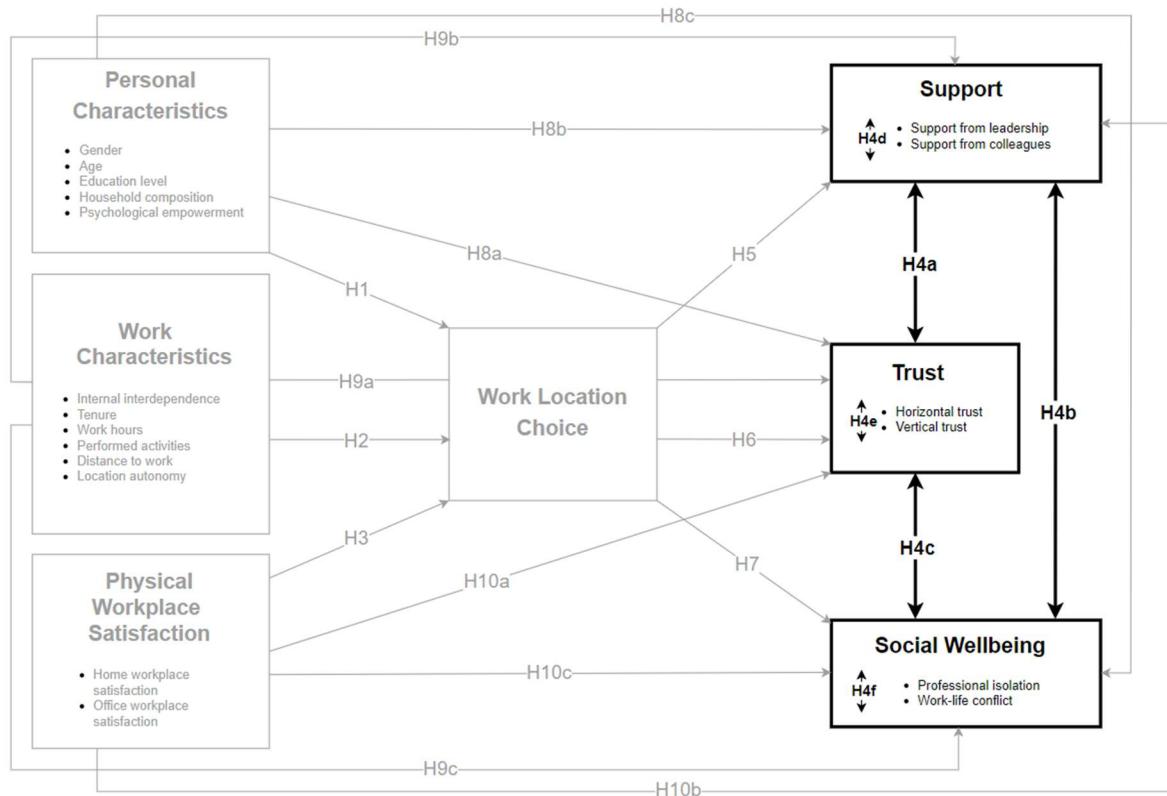 H8c
H9b
Personal
Characteristics
Gender
Age
Education level
Household composition
Psychological empowerment
H8b
Support
H4d
Support from leadership
Support from colleagues
H8a
H5
H4a
H1
Work
Characteristics
Internal interdependence
Tenure
Work hours
Performed activities
Distance to work
Location autonomy
H9a
H2
Work Location
Choice
H6
Trust
H4e
Horizontal trust
Vertical trust
H4b
H3
H10a
H7
H4c
Physical
Workplace
Satisfaction
Home workplace
satisfaction
Office workplace
satisfaction
H10c
Social Wellbeing
H4f
Professional isolation
Work-life conflict
H9c
H10b